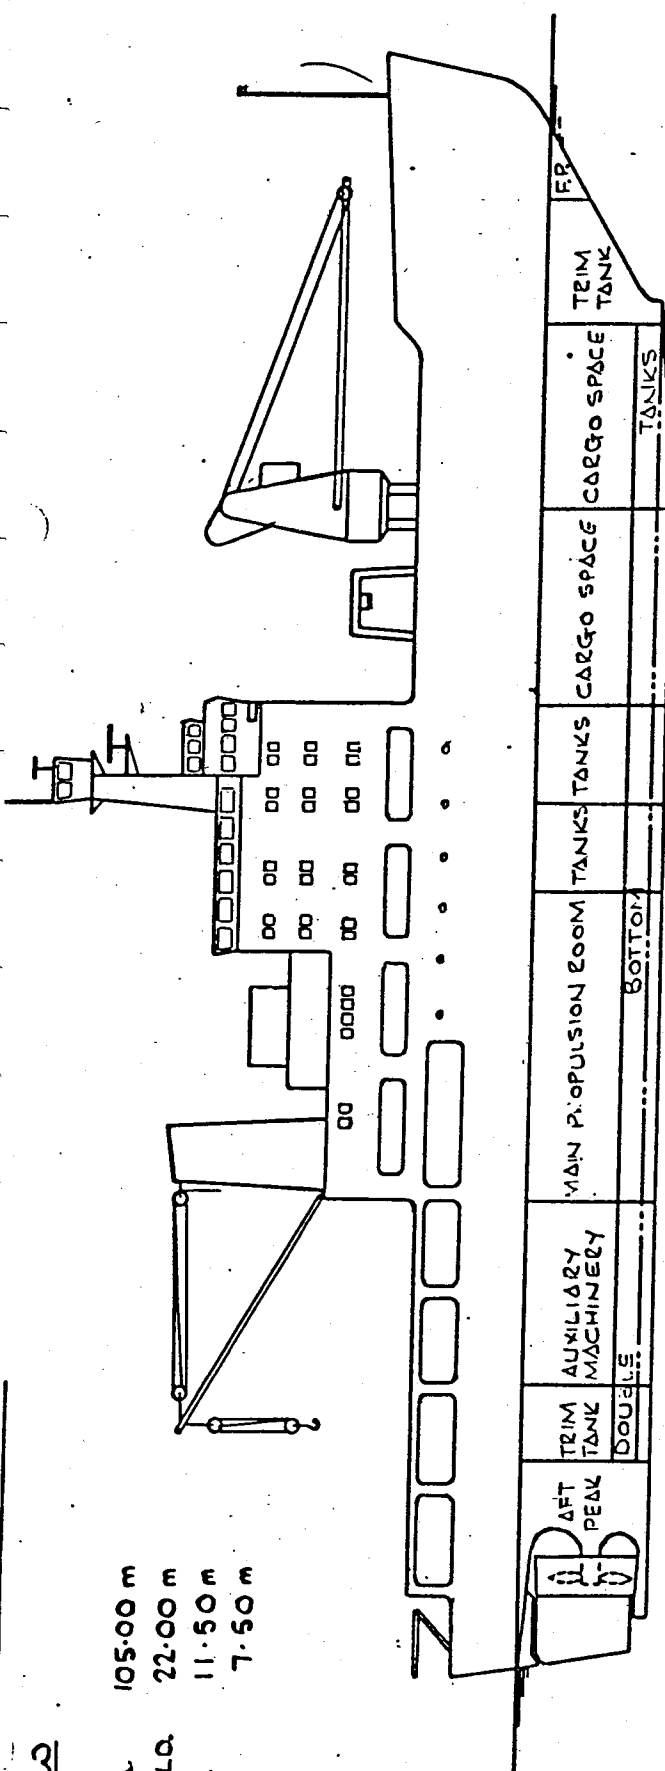 105.00 m
22.00 m
11.50 m
7.50 m
AFT
PEAK
TRIM
TANK
AUXILIARY
MACHINERY
MAIN PROPULSION ROOM
TANKS
TANKS
CARGO SPACE
CARGO SPACE
TRIM
TANK
F.P.
DOUBLE
BOTTOM
TANKS